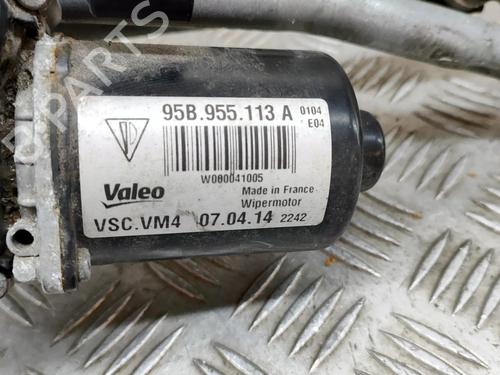 95B.955.113 A 0104
E04
W000041005
Valeo
Made in France
Wipermotor
VSC.VM4 07.04.14 2242